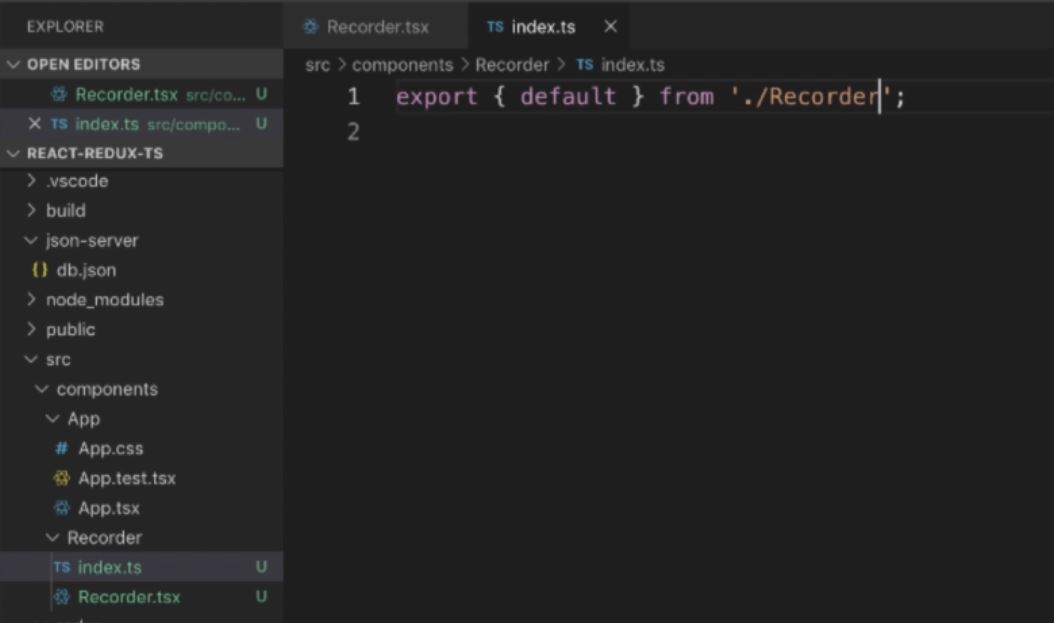 EXPLORER
OPEN EDITORS
Recorder.tsx src/co... U
TS index.ts src/compo... U
REACT-REDUX-TS
.vscode
build
json-server
{} db.json
node_modules
public
src
components
App
# App.css
App.test.tsx
App.tsx
Recorder
TS index.ts U
Recorder.tsx U
Recorder.tsx TS index.ts
src > components > Recorder > TS index.ts
1 export { default } from './Recorder';
2